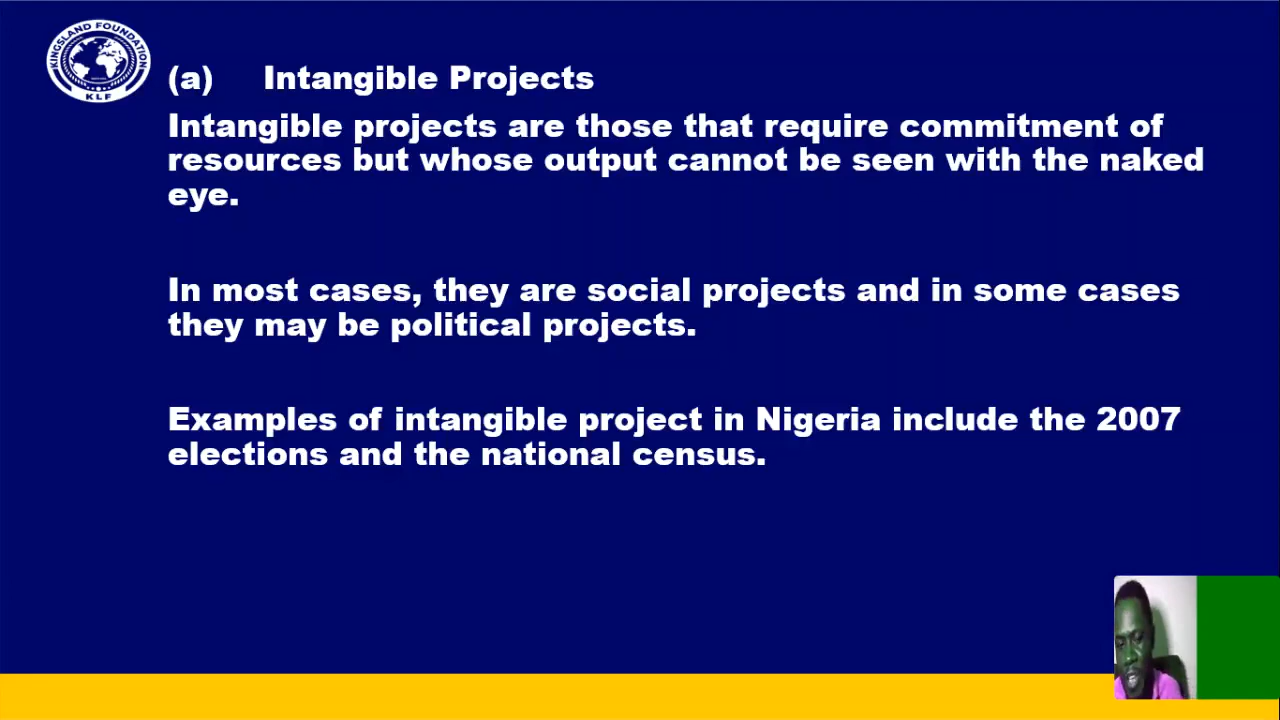 KINGSLAND FOUNDATION
KLF
(a) Intangible Projects
Intangible projects are those that require commitment of
resources but whose output cannot be seen with the naked
eye.
In most cases, they are social projects and in some cases
they may be political projects.
Examples of intangible project in Nigeria include the 2007
elections and the national census.